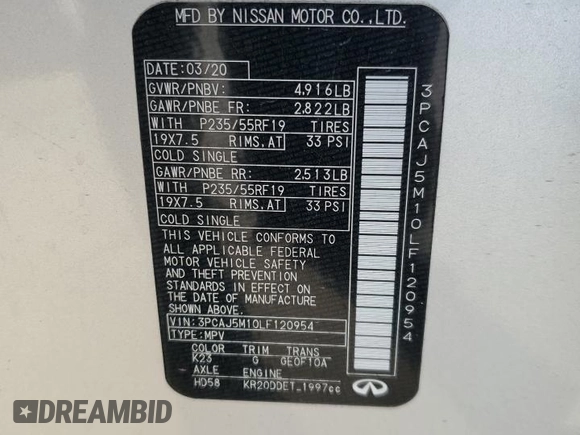 MFD BY NISSAN MOTOR CO.,LTD.
DATE: 03/20
GVWR/PNBV: 4,916LB
GAWR/PNBE FR: 2,822LB
WITH P235/55RF19 TIRES
19X7.5 RIMS.AT 33 PSI
COLD SINGLE
GAWR/PNBE RR: 2,513LB
WITH P235/55RF19 TIRES
19X7.5 RIMS.AT 33 PSI
COLD SINGLE
THIS VEHICLE CONFORMS TO
ALL APPLICABLE FEDERAL
MOTOR VEHICLE SAFETY
AND THEFT PREVENTION
STANDARDS IN EFFECT ON
THE DATE OF MANUFACTURE
SHOWN ABOVE.
VIN: 3PCAJ5M10LF120954
TYPE: MPV
COLOR TRIM TRANS
K23 G GE0F10A
AXLE ENGINE
HD58 KR20DDET 1997cc
3PCAJ5M10LF120954
DREAMBID